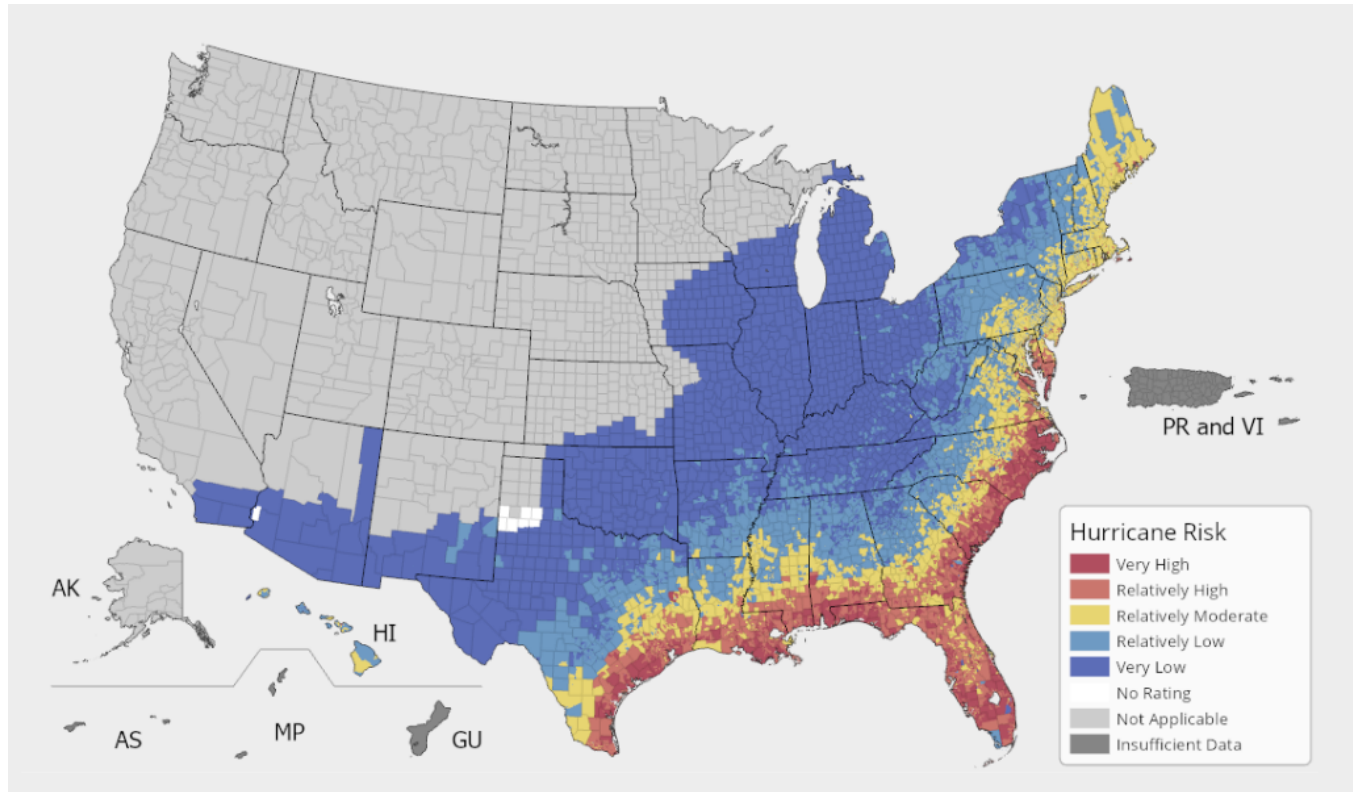 PR and VI
AK
HI
AS
MP
GU
Hurricane Risk
Very High
Relatively High
Relatively Moderate
Relatively Low
Very Low
No Rating
Not Applicable
Insufficient Data